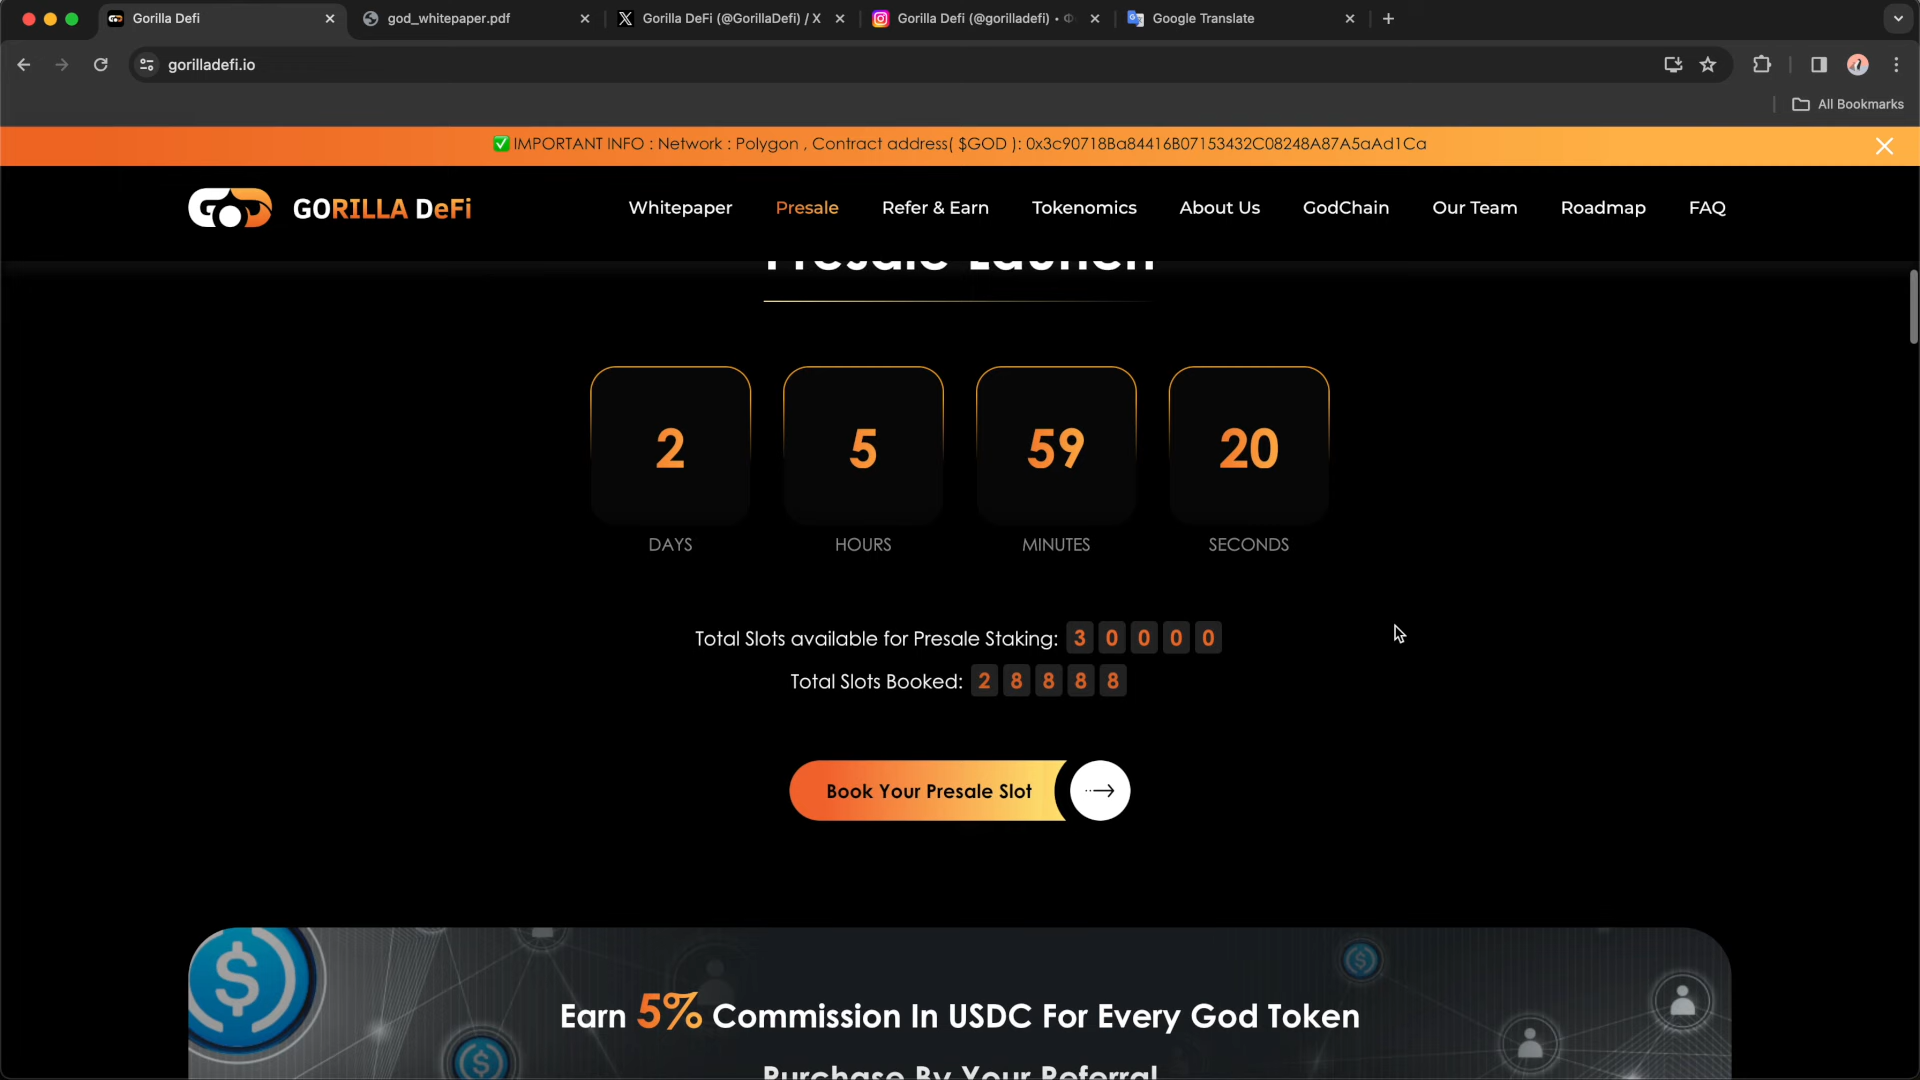 Gorilla Defi
god_whitepaper.pdf
Gorilla DeFi (@GorillaDefi) / X
Gorilla Defi (@gorilladefi) •
Google Translate
gorilladefi.io
All Bookmarks
✅ IMPORTANT INFO : Network : Polygon , Contract address( $GOD ): 0x3c90718Ba84416B07153432C08248A87A5aAd1Ca
GORILLA DeFi
Whitepaper
Presale
Refer & Earn
Tokenomics
About Us
GodChain
Our Team
Roadmap
FAQ
Presale Launch
2 5 59 20
DAYS HOURS MINUTES SECONDS
Total Slots available for Presale Staking: 3 0 0 0 0
Total Slots Booked: 2 8 8 8 8
Book Your Presale Slot
Earn 5% Commission In USDC For Every God Token
Purchase By Your Referral